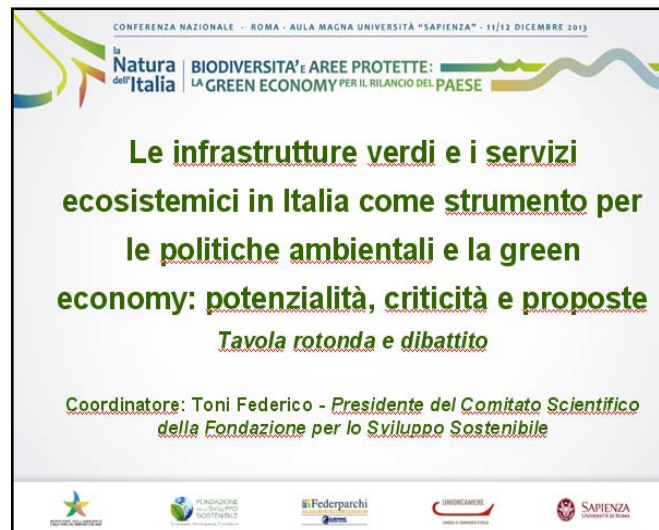 CONFERENZA NAZIONALE - ROMA - AULA MAGNA UNIVERSITÀ "SAPIENZA" - 11/12 DICEMBRE 2013
la
Natura
dell'Italia
BIODIVERSITA' E AREE PROTETTE:
LA GREEN ECONOMY PER IL RILANCIO DEL PAESE
Le infrastrutture verdi e i servizi
ecosistemici in Italia come strumento per
le politiche ambientali e la green
economy: potenzialità, criticità e proposte
Tavola rotonda e dibattito
Coordinatore: Toni Federico - Presidente del Comitato Scientifico
della Fondazione per lo Sviluppo Sostenibile
FONDAZIONE
PER LO SVILUPPO
SOSTENIBILE
Federparchi
UNIONCAMERE
SAPIENZA
UNIVERSITÀ DI ROMA